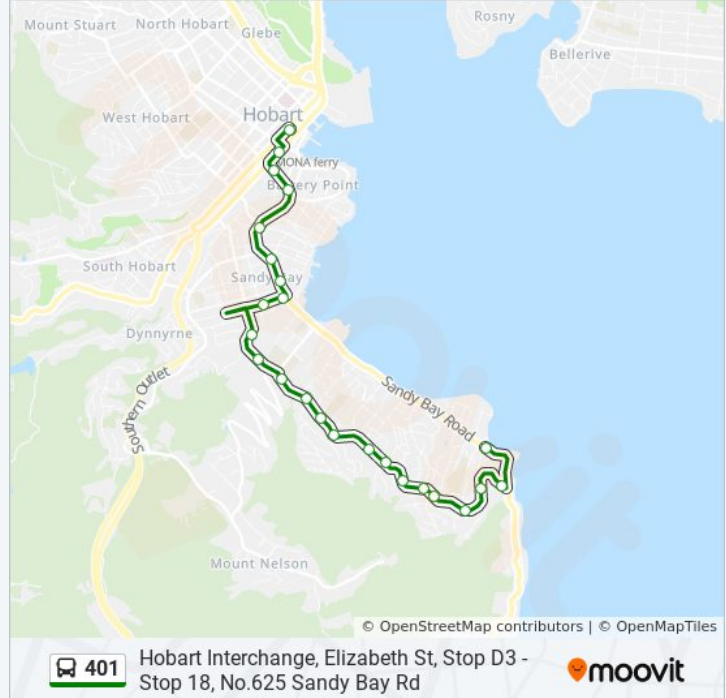 Mount Stuart
North Hobart
Glebe
Rosny
Bellerive
West Hobart
Hobart
MONA ferry
Battery Point
South Hobart
Sandy Bay
Dynnyrne
Southern Outlet
Sandy Bay Road
Mount Nelson
moovit
© OpenStreetMap contributors | © OpenMapTiles
401
Hobart Interchange, Elizabeth St, Stop D3 -
Stop 18, No.625 Sandy Bay Rd
moovit